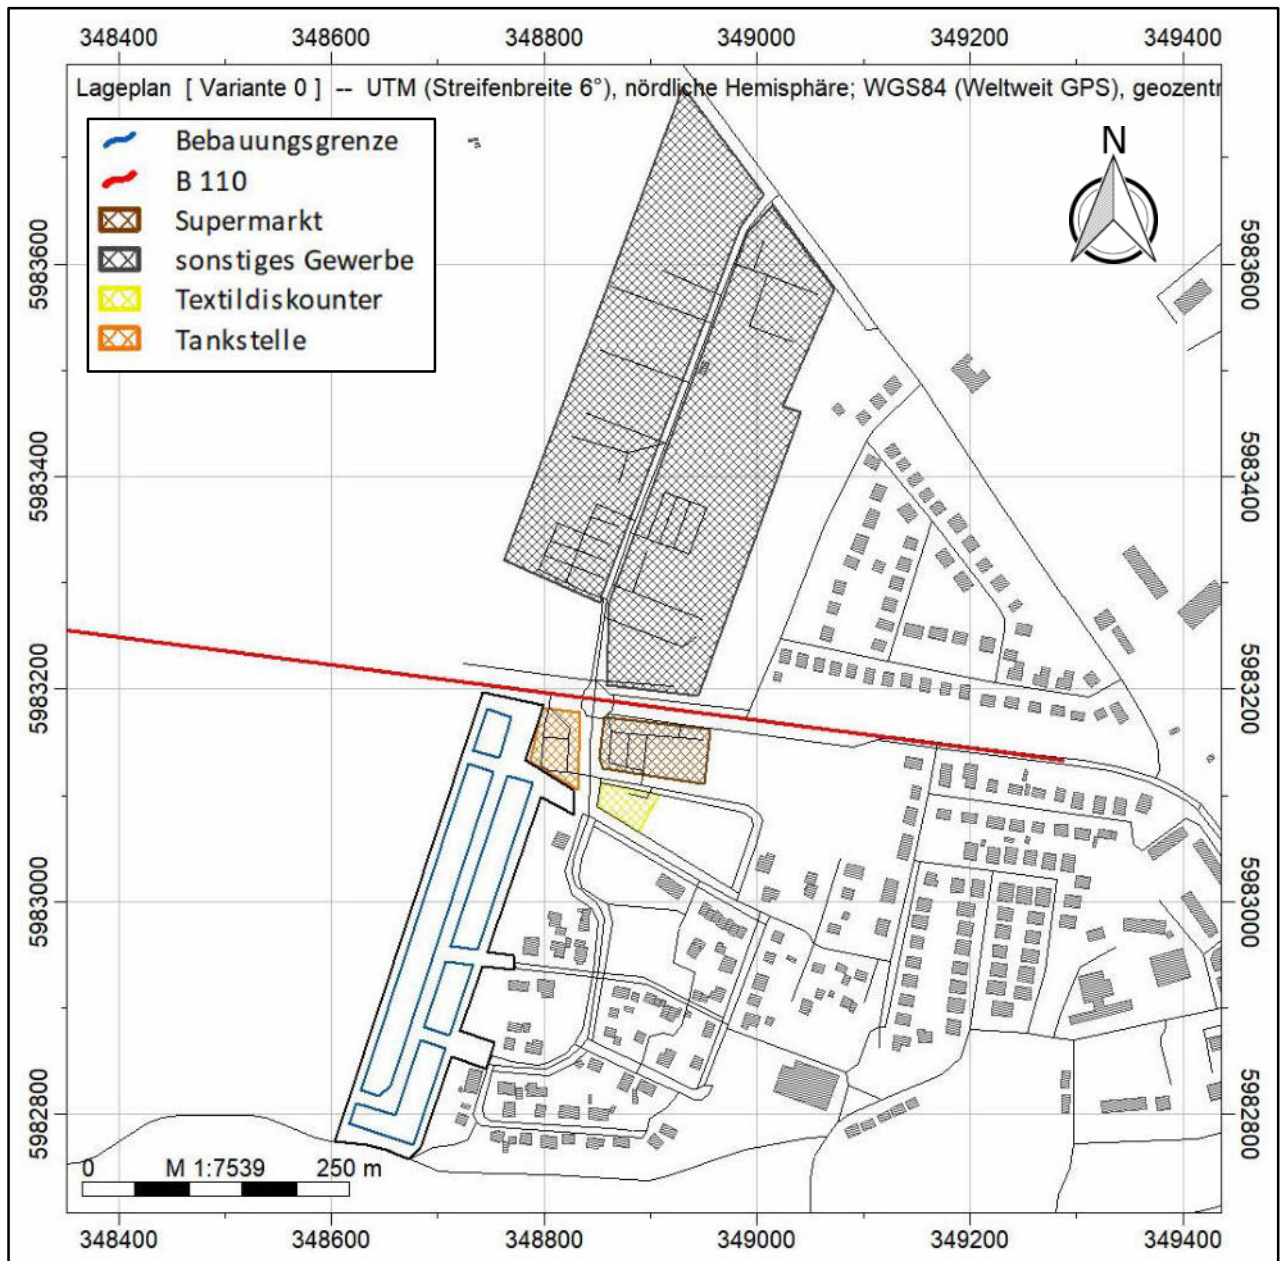 348400 348600 348800 349000 349200 349400
Lageplan [ Variante 0 ] -- UTM (Streifenbreite 6°), nördliche Hemisphäre; WGS84 (Weltweit GPS), geozentr
Bebauungsgrenze
B 110
Supermarkt
sonstiges Gewerbe
Textildiskounter
Tankstelle
N
5983600 5983600
5983400 5983400
5983200 5983200
5983000 5983000
5982800 5982800
0 M 1:7539 250 m
348400 348600 348800 349000 349200 349400